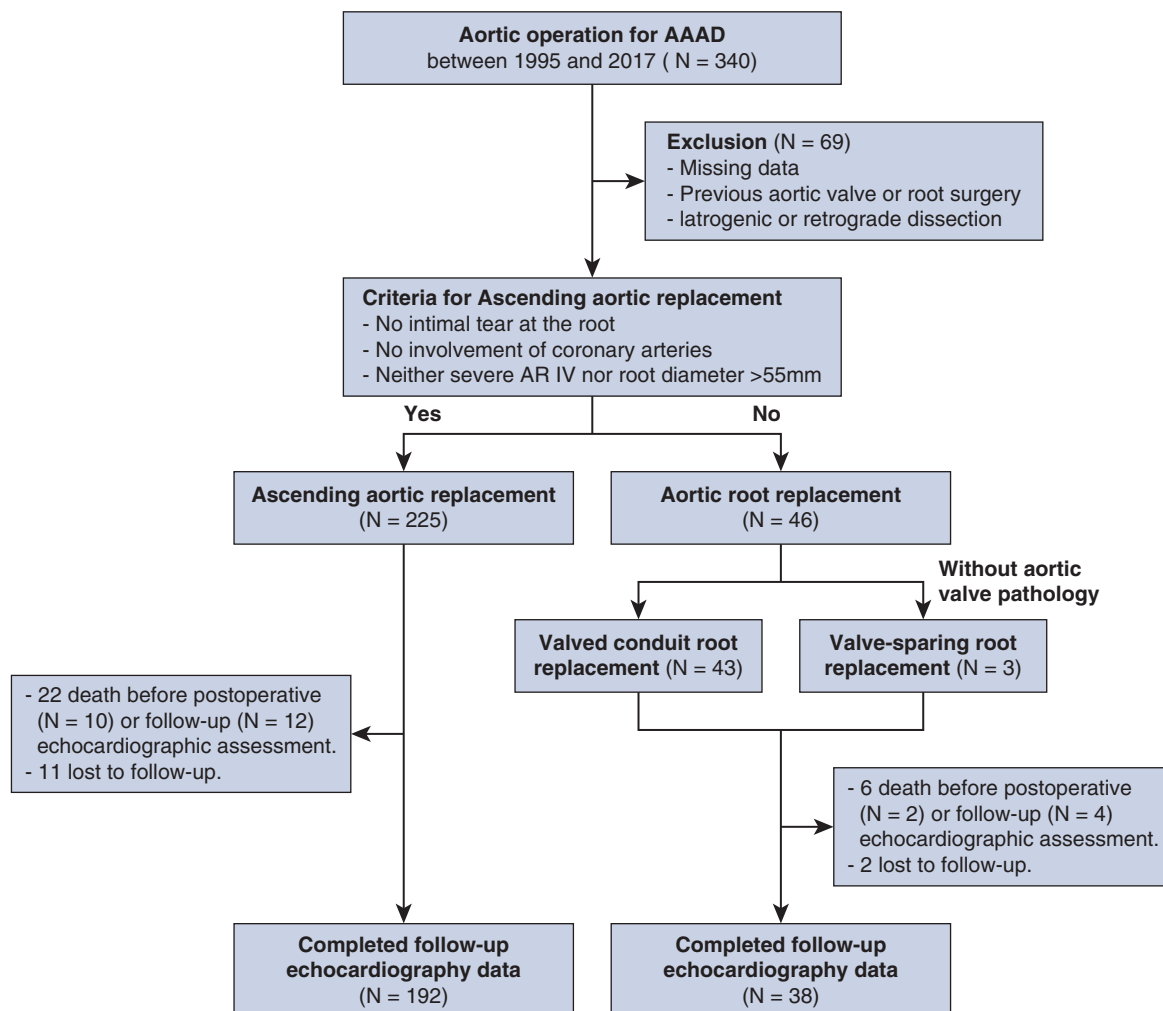 Aortic operation for AAAD
between 1995 and 2017 ( N = 340)
Exclusion (N = 69)
- Missing data
- Previous aortic valve or root surgery
- Iatrogenic or retrograde dissection
Criteria for Ascending aortic replacement
- No intimal tear at the root
- No involvement of coronary arteries
- Neither severe AR IV nor root diameter >55mm
Yes
No
Ascending aortic replacement
(N = 225)
Aortic root replacement
(N = 46)
Without aortic
valve pathology
Valved conduit root
replacement (N = 43)
Valve-sparing root
replacement (N = 3)
- 22 death before postoperative
(N = 10) or follow-up (N = 12)
echocardiographic assessment.
- 11 lost to follow-up.
- 6 death before postoperative
(N = 2) or follow-up (N = 4)
echocardiographic assessment.
- 2 lost to follow-up.
Completed follow-up
echocardiography data
(N = 192)
Completed follow-up
echocardiography data
(N = 38)